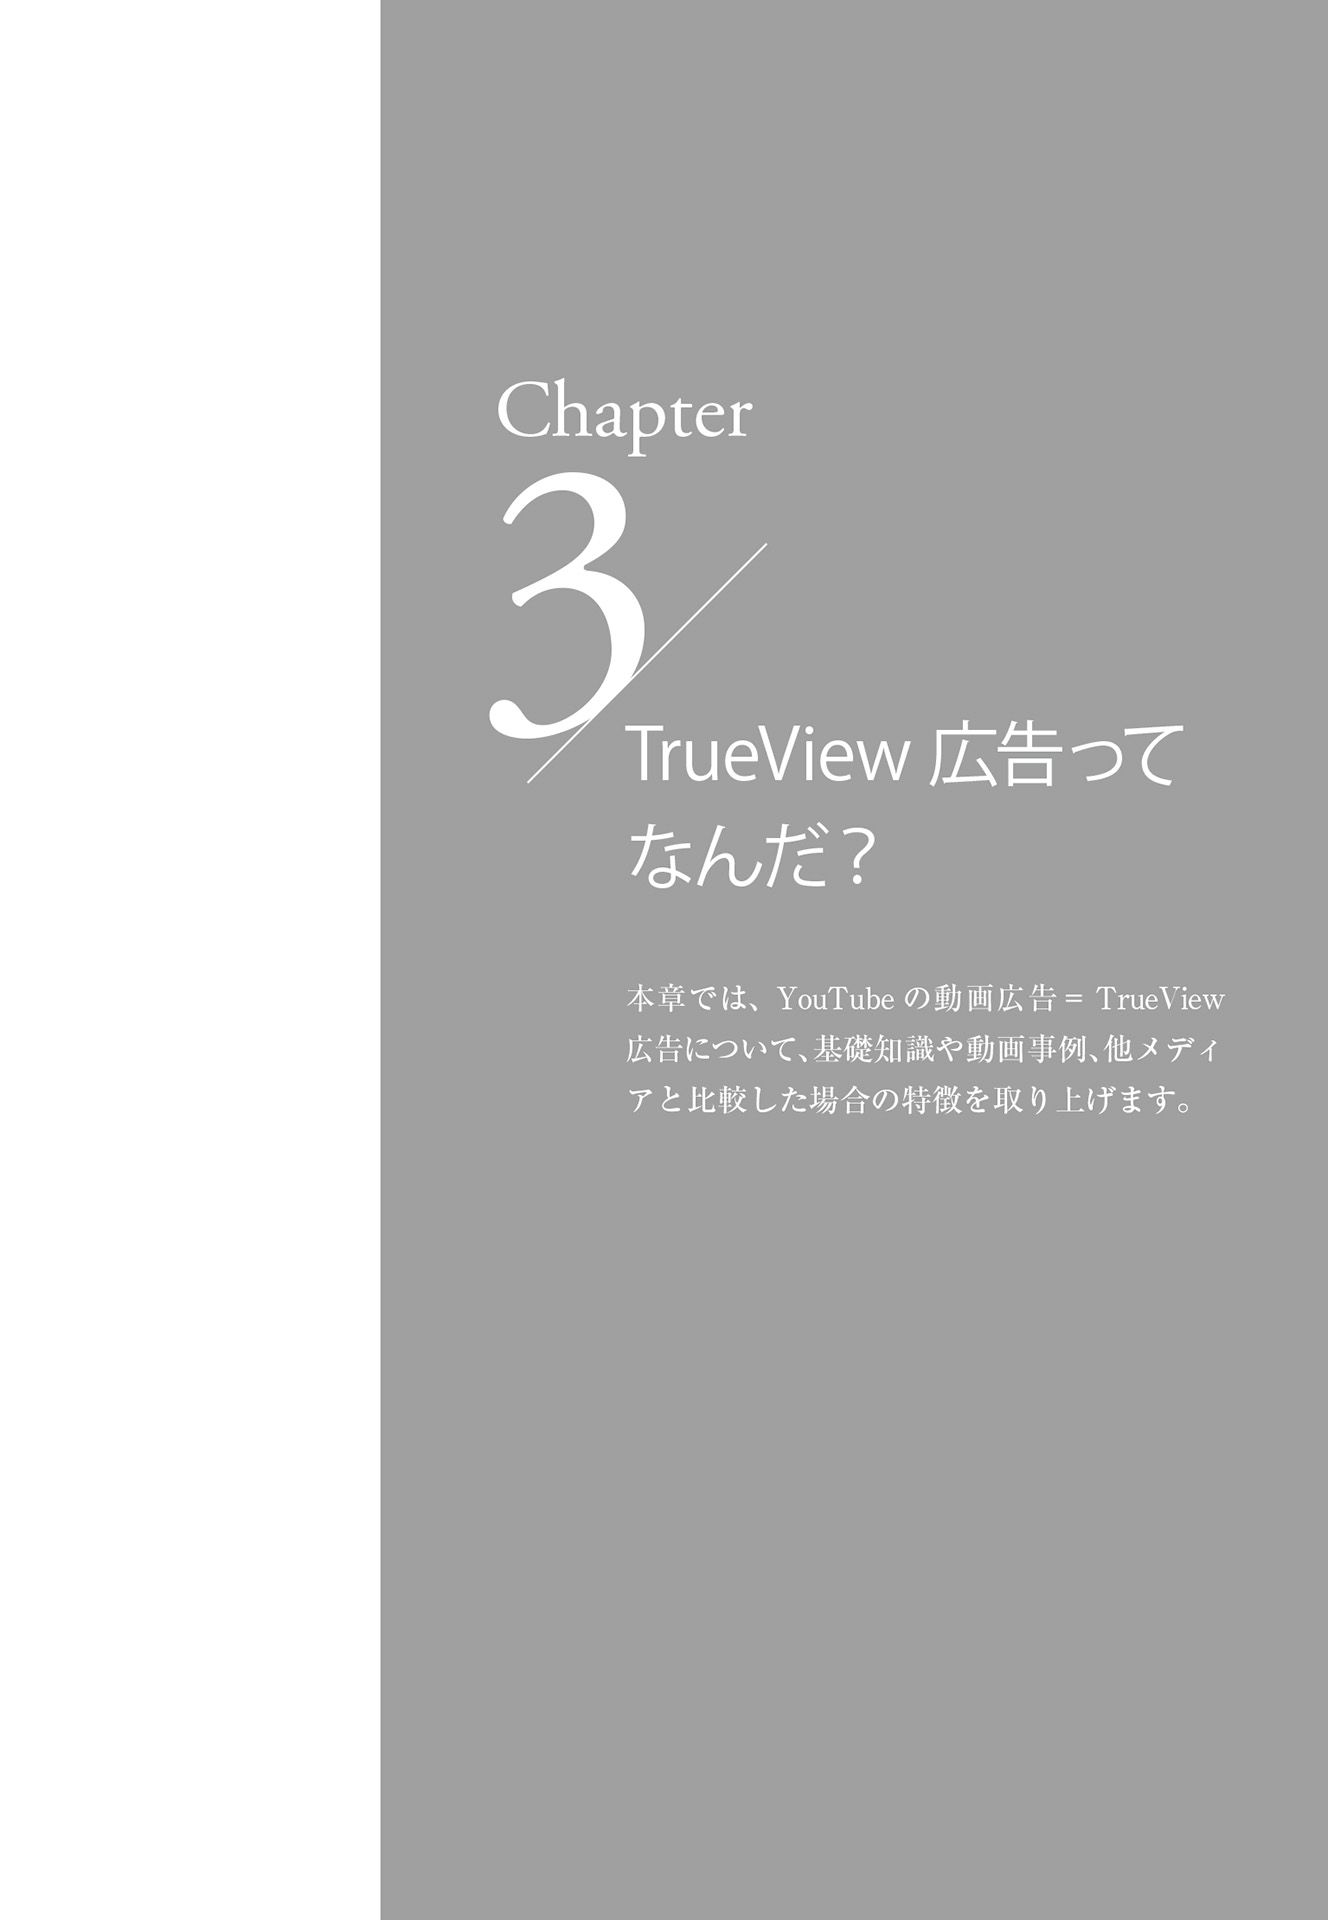 Chapter
3
TrueView 広告って
なんだ？
本章では、YouTube の動画広告＝ TrueView
広告について、基礎知識や動画事例、他メディ
アと比較した場合の特徴を取り上げます。